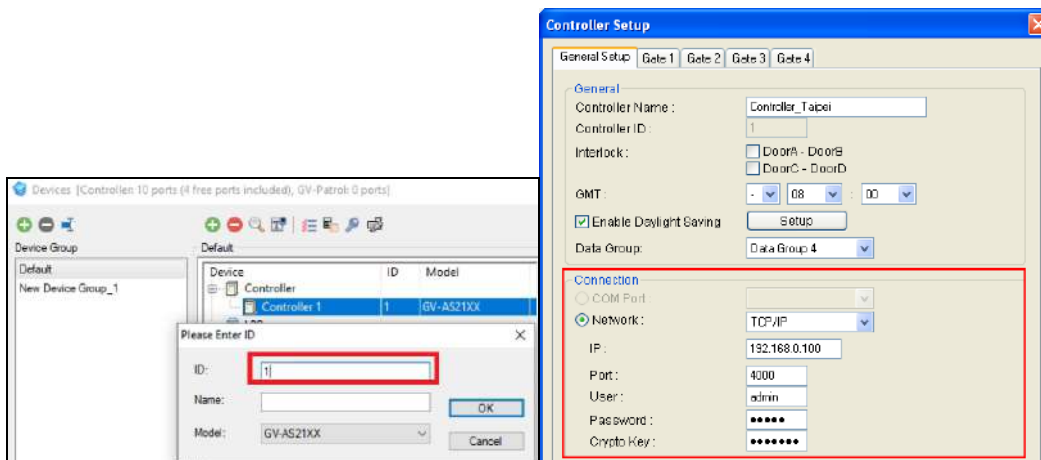 Devices [Controller: 10 ports (4 free ports included), GV-Patrol: 0 ports]
Device Group
Default
Default
New Device Group_1
Device ID Model
Controller
Controller 1 1 GV-AS21XX
Please Enter ID
ID: 1
Name:
OK
Model: GV-AS21XX
Cancel
Controller Setup
General Setup Gate 1 Gate 2 Gate 3 Gate 4
General
Controller Name : Controller_Taipei
Controller ID : 1
Interlock : DoorA - DoorB
DoorC - DoorD
GMT : - 08 : 00
Enable Daylight Saving Setup
Data Group: Data Group 4
Connection
COM Port :
Network : TCP/IP
IP : 192.168.0.100
Port : 4000
User : admin
Password : •••••
Crypto Key : •••••••